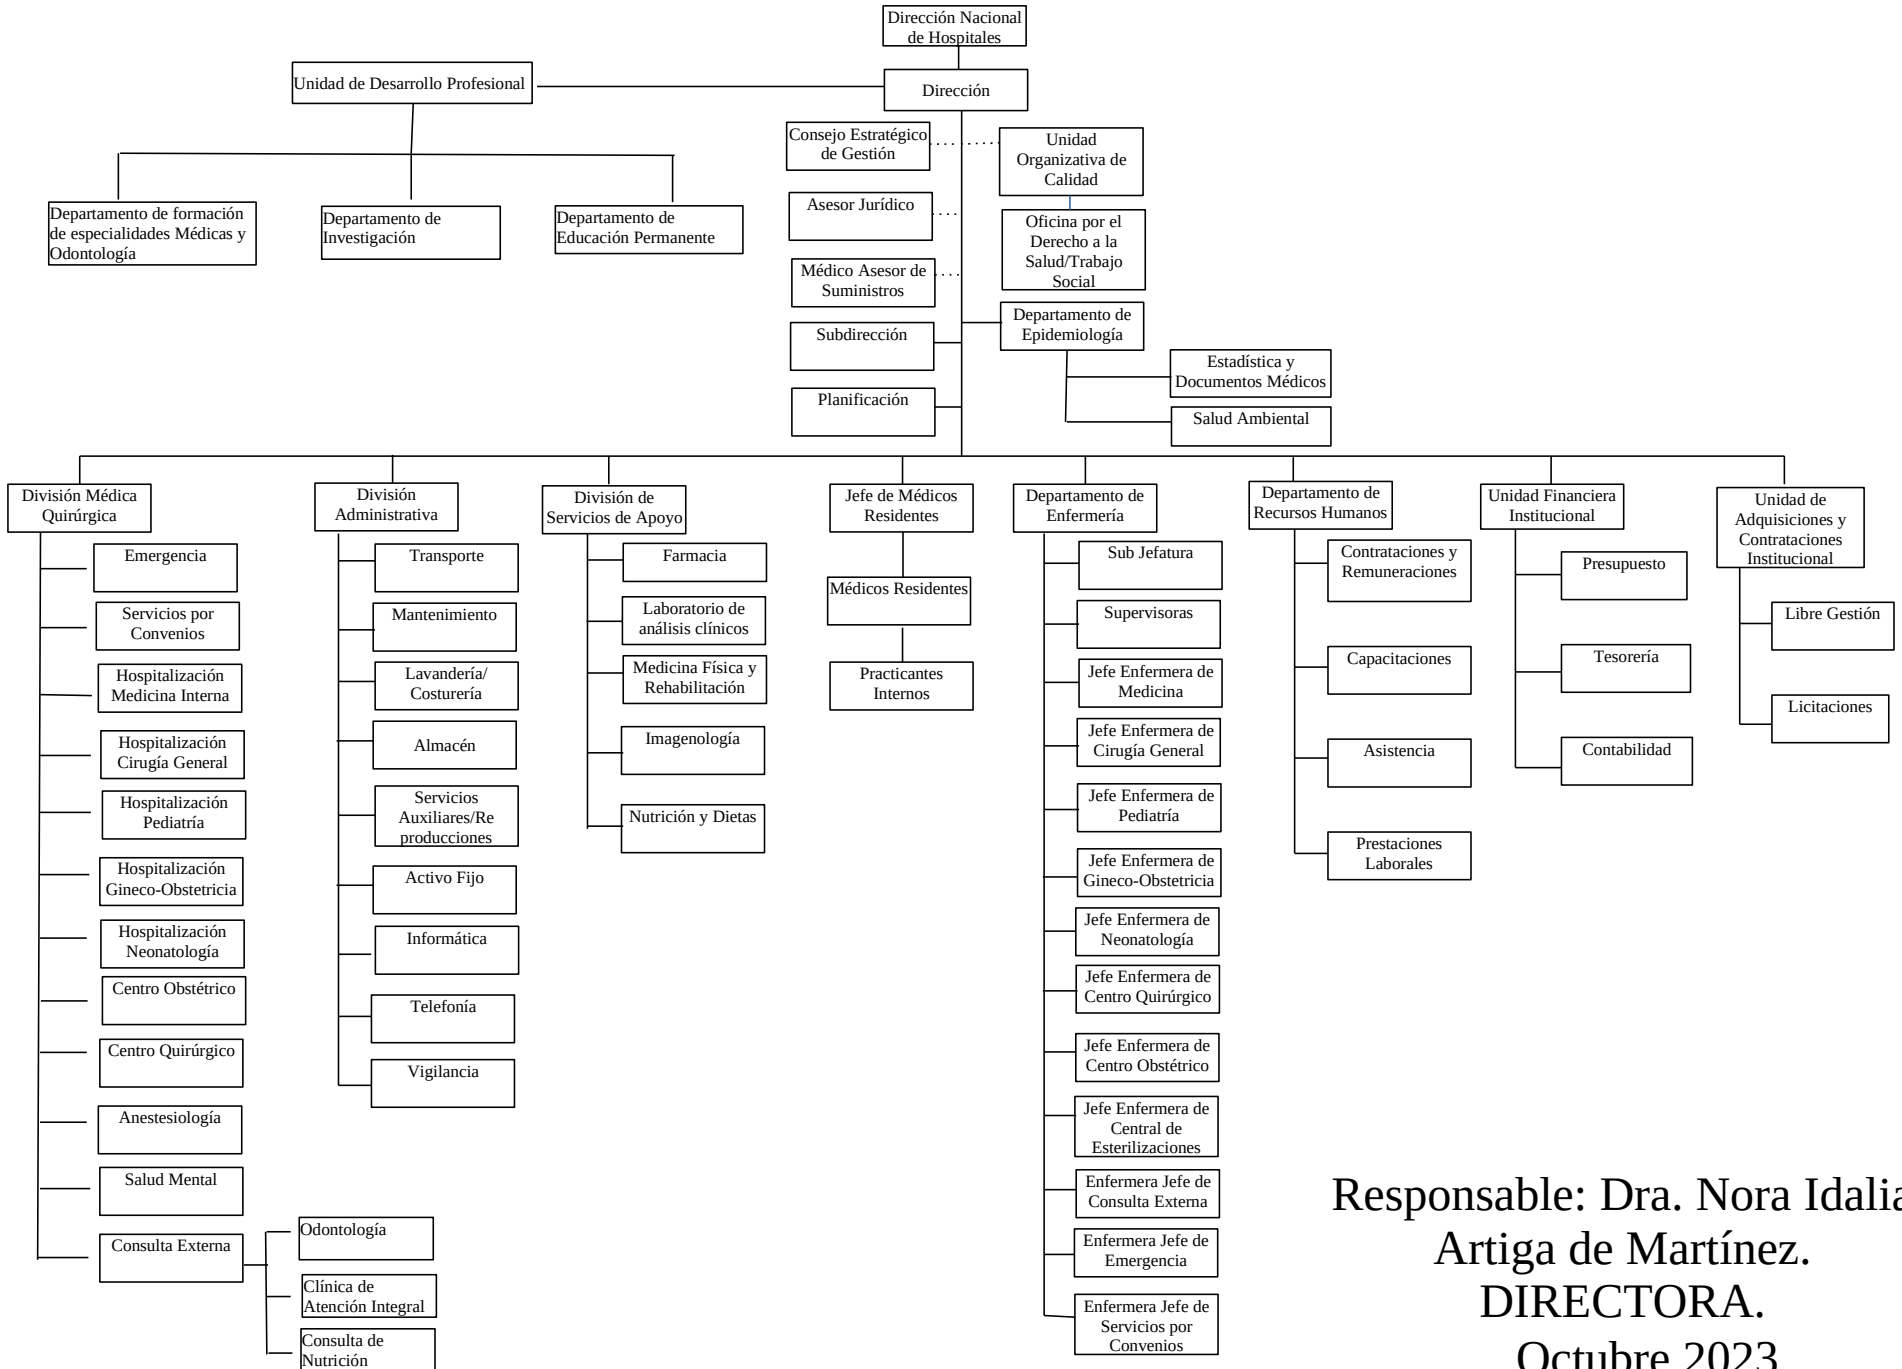 Dirección Nacional
de Hospitales
Unidad de Desarrollo Profesional
Dirección
Consejo Estratégico
de Gestión
Unidad
Organizativa de
Calidad
Departamento de formación
de especialidades Médicas y
Odontología
Departamento de
Investigación
Departamento de
Educación Permanente
Asesor Jurídico
Oficina por el
Derecho a la
Salud/Trabajo
Social
Médico Asesor de
Suministros
Departamento de
Epidemiología
Subdirección
Estadística y
Documentos Médicos
Planificación
Salud Ambiental
División Médica
Quirúrgica
Emergencia
Servicios por
Convenios
Hospitalización
Medicina Interna
Hospitalización
Cirugía General
Hospitalización
Pediatría
Hospitalización
Gineco-Obstetricia
Hospitalización
Neonatología
Centro Obstétrico
Centro Quirúrgico
Anestesiología
Salud Mental
Consulta Externa
Odontología
Clínica de
Atención Integral
Consulta de
Nutrición
División
Administrativa
Transporte
Mantenimiento
Lavandería/
Costurería
Almacén
Servicios
Auxiliares/Re
producciones
Activo Fijo
Informática
Telefonía
Vigilancia
División de
Servicios de Apoyo
Farmacia
Laboratorio de
análisis clínicos
Medicina Física y
Rehabilitación
Imagenología
Nutrición y Dietas
Jefe de Médicos
Residentes
Médicos Residentes
Practicantes
Internos
Departamento de
Enfermería
Sub Jefatura
Supervisoras
Jefe Enfermera de
Medicina
Jefe Enfermera de
Cirugía General
Jefe Enfermera de
Pediatría
Jefe Enfermera de
Gineco-Obstetricia
Jefe Enfermera de
Neonatología
Jefe Enfermera de
Centro Quirúrgico
Jefe Enfermera de
Centro Obstétrico
Jefe Enfermera de
Central de
Esterilizaciones
Enfermera Jefe de
Consulta Externa
Enfermera Jefe de
Emergencia
Enfermera Jefe de
Servicios por
Convenios
Departamento de
Recursos Humanos
Contrataciones y
Remuneraciones
Capacitaciones
Asistencia
Prestaciones
Laborales
Unidad Financiera
Institucional
Presupuesto
Tesorería
Contabilidad
Unidad de
Adquisiciones y
Contrataciones
Institucional
Libre Gestión
Licitaciones
Responsable: Dra. Nora Idalia
Artiga de Martínez.
DIRECTORA.
Octubre 2023